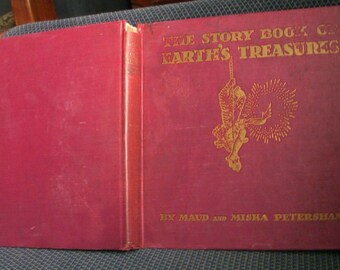 THE STORY BOOK OF
EARTH'S TREASURES
BY MAUD AND MISKA PETERSHAM